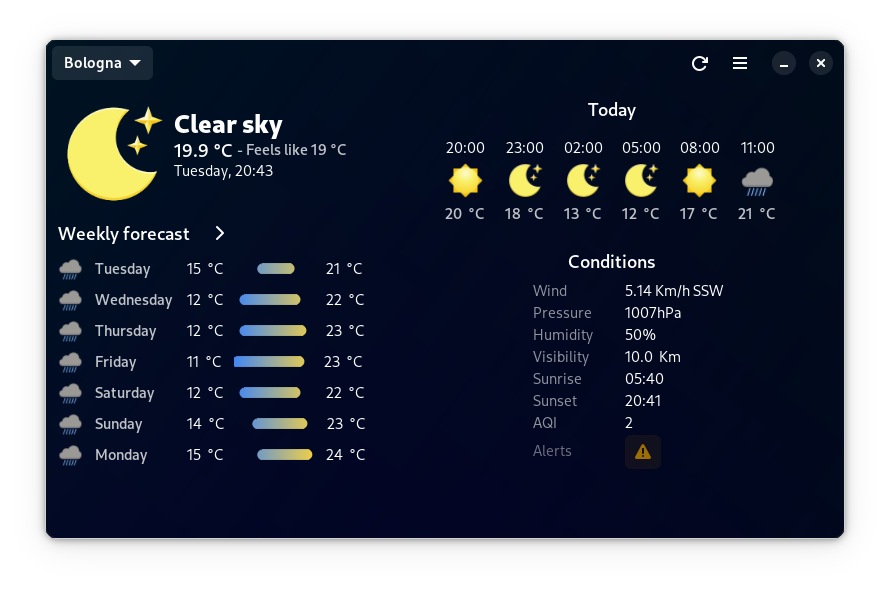 Bologna
Clear sky
19.9 °C - Feels like 19 °C
Tuesday, 20:43
Weekly forecast
Tuesday 15 °C 21 °C
Wednesday 12 °C 22 °C
Thursday 12 °C 23 °C
Friday 11 °C 23 °C
Saturday 12 °C 22 °C
Sunday 14 °C 23 °C
Monday 15 °C 24 °C
Today
20:00 23:00 02:00 05:00 08:00 11:00
20 °C 18 °C 13 °C 12 °C 17 °C 21 °C
Conditions
Wind 5.14 Km/h SSW
Pressure 1007hPa
Humidity 50%
Visibility 10.0 Km
Sunrise 05:40
Sunset 20:41
AQI 2
Alerts